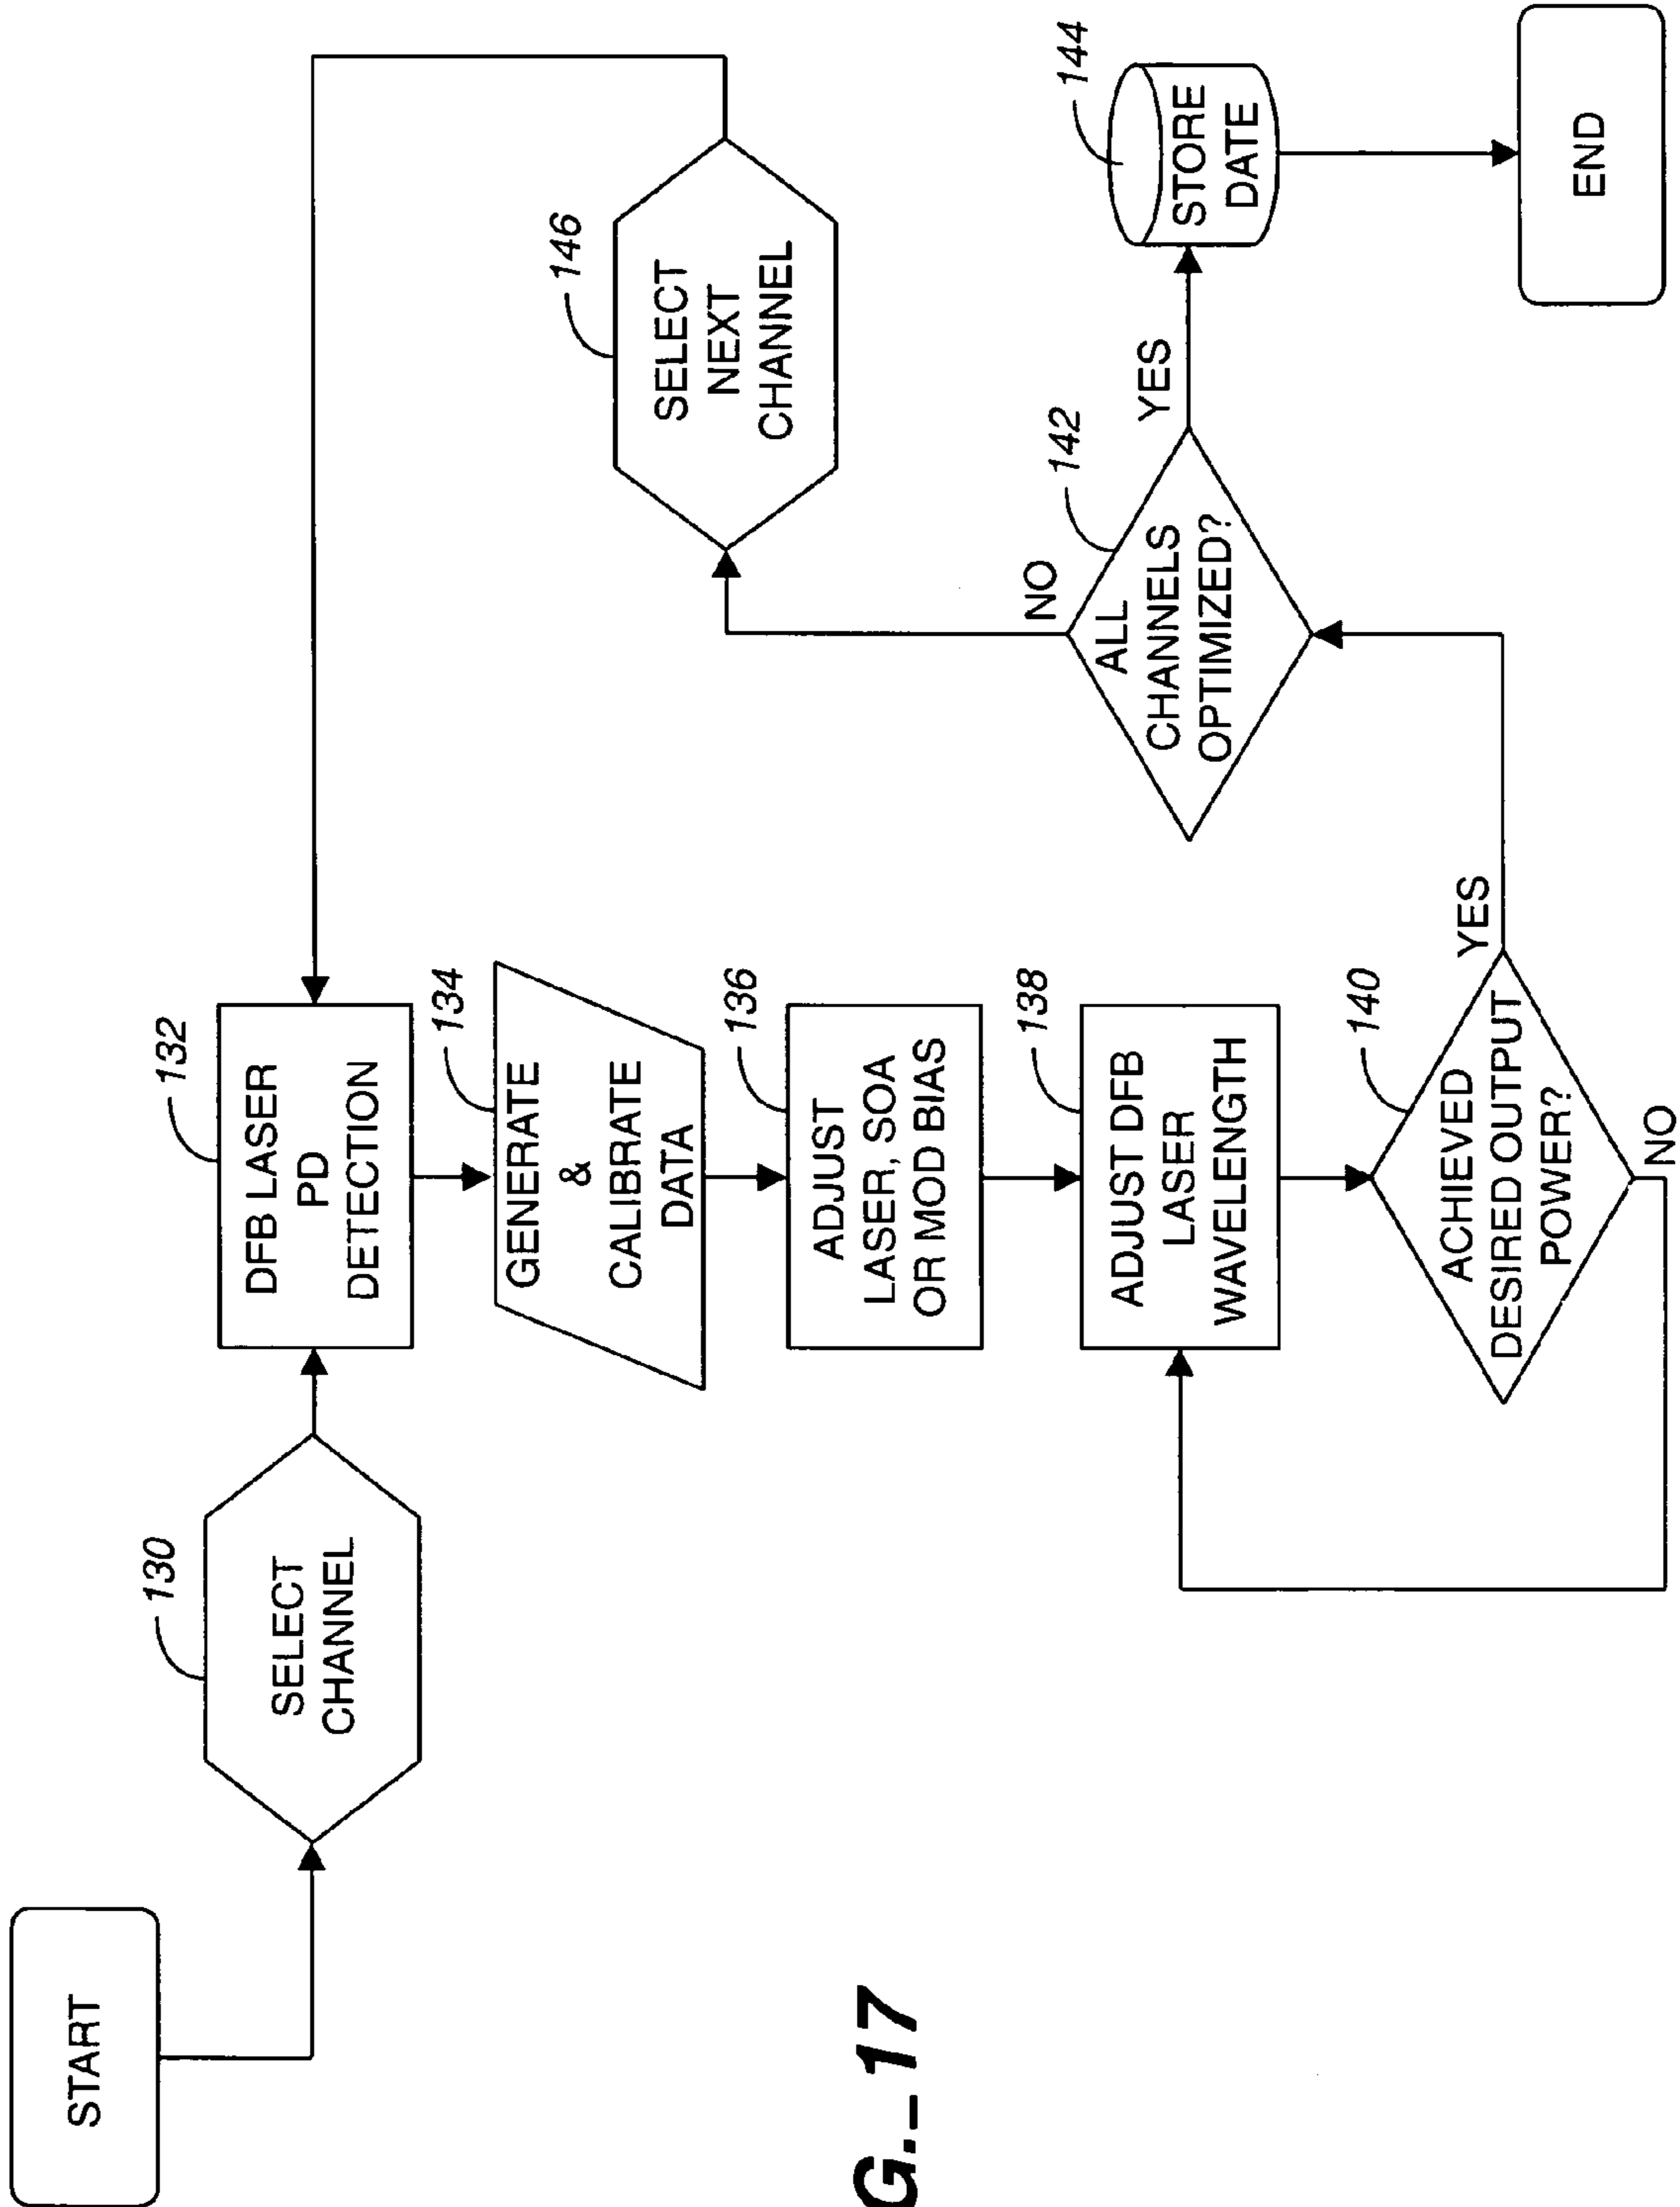 START
130
SELECT
CHANNEL
132
DFB LASER
PD
DETECTION
134
GENERATE
&
CALIBRATE
DATA
136
ADJUST
LASER, SOA
OR MOD BIAS
138
ADJUST DFB
LASER
WAVELENGTH
140
ACHIEVED
DESIRED OUTPUT
POWER?
NO
YES
142
ALL
CHANNELS
OPTIMIZED?
NO
YES
146
SELECT
NEXT
CHANNEL
144
STORE
DATE
END
G._17